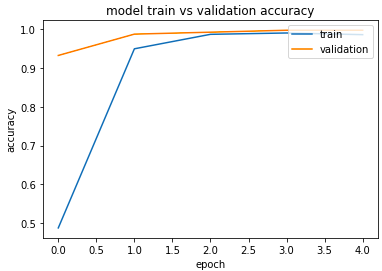 model train vs validation accuracy
1.0
0.9
0.8
0.7
0.6
0.5
accuracy
train
validation
0.0 0.5 1.0 1.5 2.0 2.5 3.0 3.5 4.0
epoch